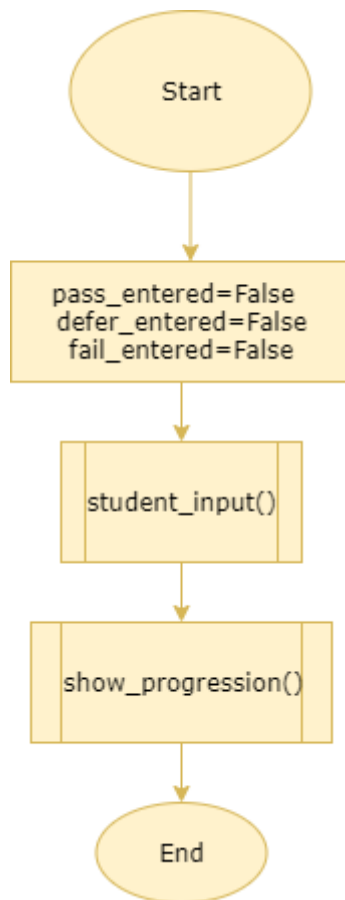 Start
pass_entered=False
defer_entered=False
fail_entered=False
student_input()
show_progression()
End